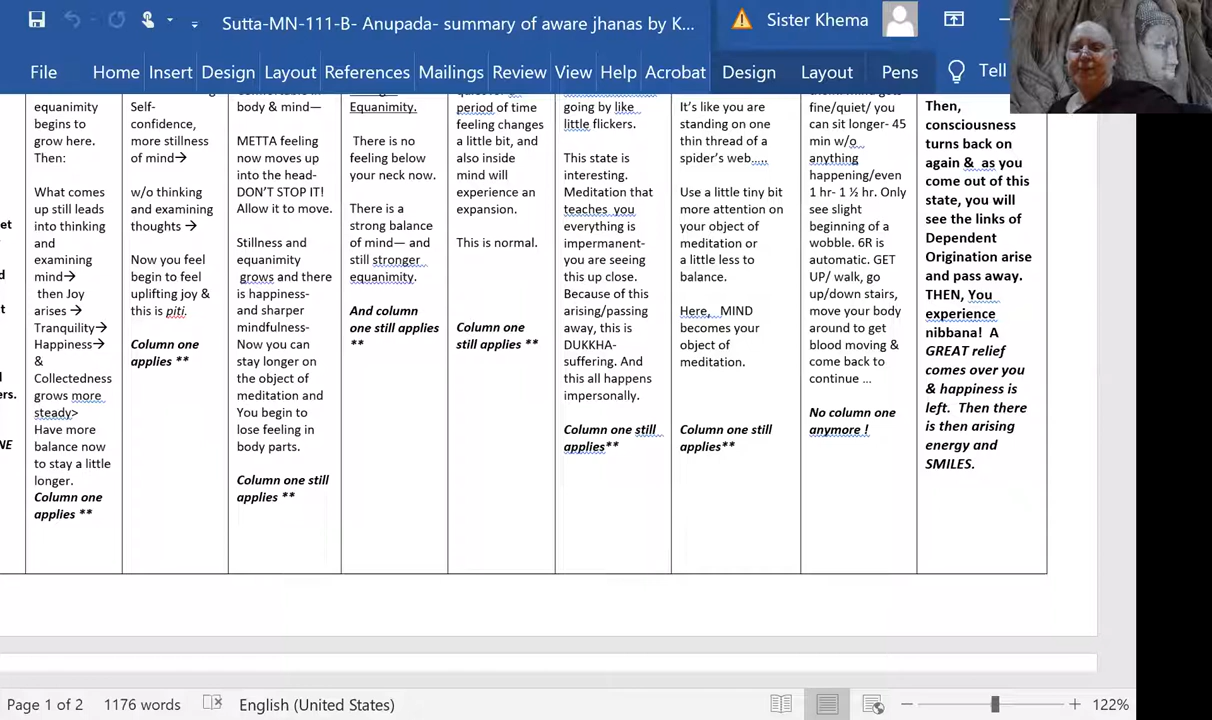 Sutta-MN-111-B- Anupada- summary of aware jhanas by K...
Sister Khema
File Home Insert Design Layout References Mailings Review View Help Acrobat Design Layout Pens Tell
et
d
t
l
ers.
NE
equanimity
begins to
grow here.
Then:
What comes
up still leads
into thinking
and
examining
mind→
then Joy
arises →
Tranquility→
Happiness→
&
Collectedness
grows more
steady>
Have more
balance now
to stay a little
longer.
Column one
applies **
Self-
confidence,
more stillness
of mind→
w/o thinking
and examining
thoughts →
Now you feel
begin to feel
uplifting joy &
this is piti.
Column one
applies **
body & mind—
METTA feeling
now moves up
into the head-
DON'T STOP IT!
Allow it to move.
Stillness and
equanimity
grows and there
is happiness-
and sharper
mindfulness-
Now you can
stay longer on
the object of
meditation and
You begin to
lose feeling in
body parts.
Column one still
applies **
Equanimity.
There is no
feeling below
your neck now.
There is a
strong balance
of mind— and
still stronger
equanimity.
And column
one still applies
**
period of time
feeling changes
a little bit, and
also inside
mind will
experience an
expansion.
This is normal.
Column one
still applies **
going by like
little flickers.
This state is
interesting.
Meditation that
teaches you
everything is
impermanent-
you are seeing
this up close.
Because of this
arising/passing
away, this is
DUKKHA-
suffering. And
this all happens
impersonally.
Column one still
applies**
It's like you are
standing on one
thin thread of a
spider's web.....
Use a little tiny bit
more attention on
your object of
meditation or
a little less to
balance.
Here, MIND
becomes your
object of
meditation.
Column one still
applies**
fine/quiet/ you
can sit longer- 45
min w/o
anything
happening/even
1 hr- 1 ½ hr. Only
see slight
beginning of a
wobble. 6R is
automatic. GET
UP/ walk, go
up/down stairs,
move your body
around to get
blood moving &
come back to
continue ...
No column one
anymore !
Then,
consciousness
turns back on
again & as you
come out of this
state, you will
see the links of
Dependent
Origination arise
and pass away.
THEN, You
experience
nibbana! A
GREAT relief
comes over you
& happiness is
left. Then there
is then arising
energy and
SMILES.
Page 1 of 2 1176 words English (United States) 122%